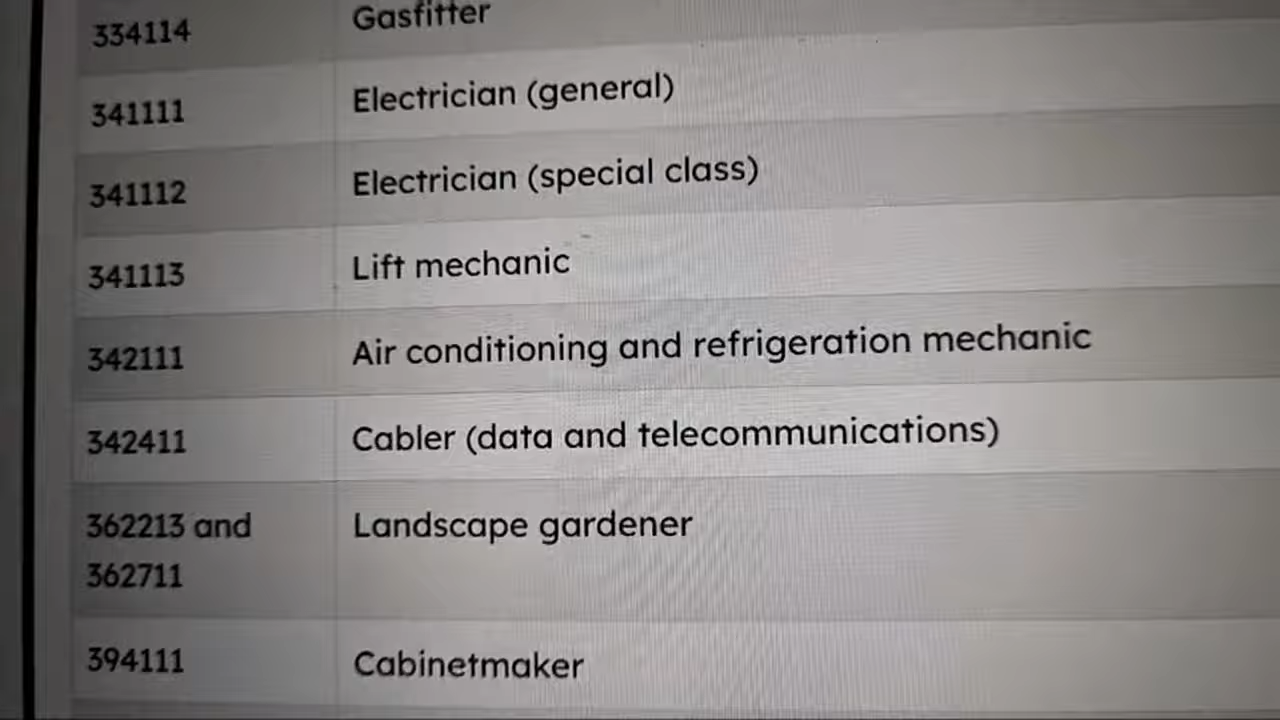 334114 Gasfitter
341111 Electrician (general)
341112 Electrician (special class)
341113 Lift mechanic
342111 Air conditioning and refrigeration mechanic
342411 Cabler (data and telecommunications)
362213 and Landscape gardener
362711
394111 Cabinetmaker